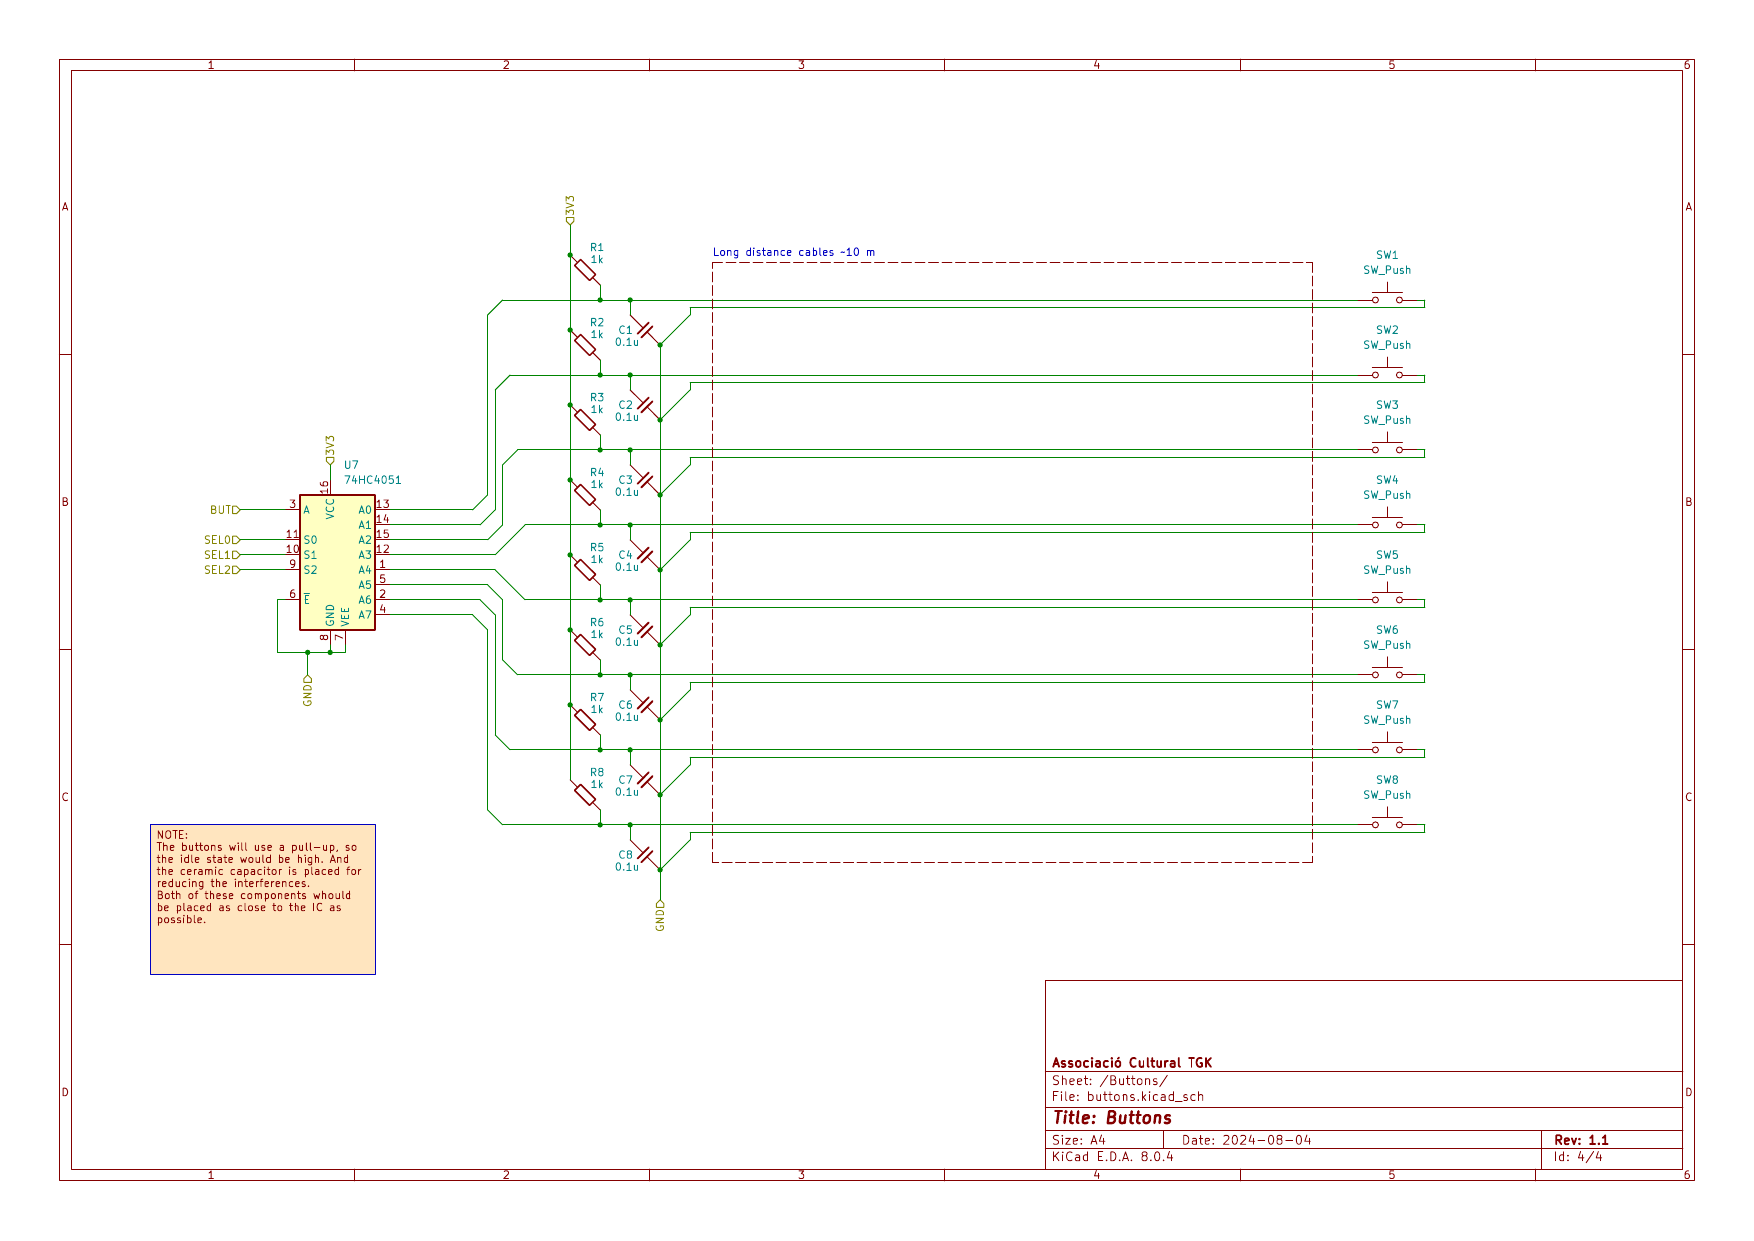 1 2 3 4 5 6
A A
3V3
R1
1k
Long distance cables ~10 m
SW1
SW_Push
C1
0.1u
R2
1k
SW2
SW_Push
C2
0.1u
R3
1k
SW3
SW_Push
C3
0.1u
R4
1k
SW4
SW_Push
C4
0.1u
R5
1k
SW5
SW_Push
C5
0.1u
R6
1k
SW6
SW_Push
C6
0.1u
R7
1k
SW7
SW_Push
C7
0.1u
R8
1k
SW8
SW_Push
C8
0.1u
GND
3V3
U7
74HC4051
16
VCC
BUT 3 A
SEL0 11 S0
SEL1 10 S1
SEL2 9 S2
6 E
A0 13
A1 14
A2 15
A3 12
A4 1
A5 5
A6 2
A7 4
GND VEE
8 7
GND
B B
C C
NOTE:
The buttons will use a pull-up, so
the idle state would be high. And
the ceramic capacitor is placed for
reducing the interferences.
Both of these components whould
be placed as close to the IC as
possible.
D D
Associació Cultural TGK
Sheet: /Buttons/
File: buttons.kicad_sch
Title: Buttons
Size: A4 Date: 2024-08-04 Rev: 1.1
KiCad E.D.A. 8.0.4 Id: 4/4
1 2 3 4 5 6